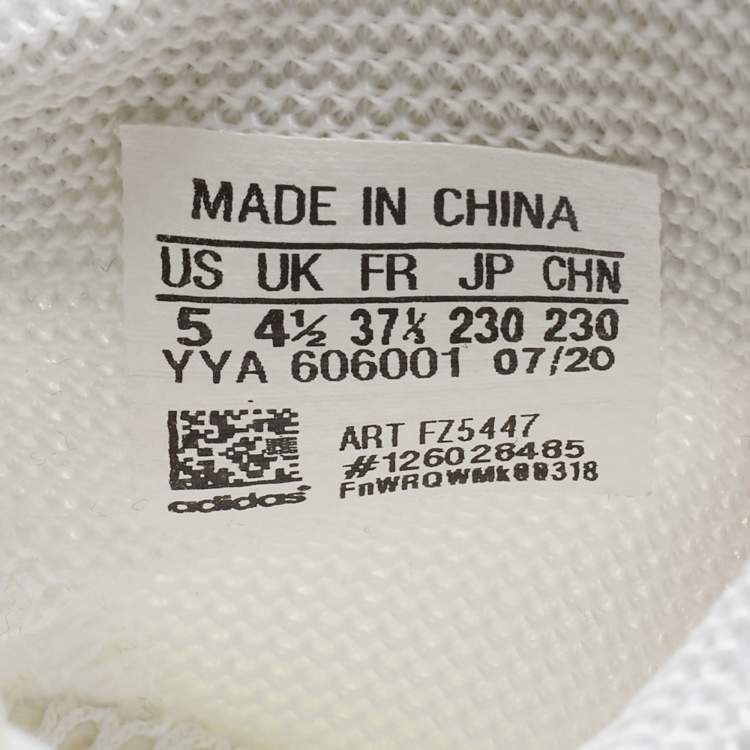 MADE IN CHINA
US UK FR JP CHN
5 4½ 37⅓ 230 230
YYA 606001 07/20
ART FZ5447
#126028485
adidas